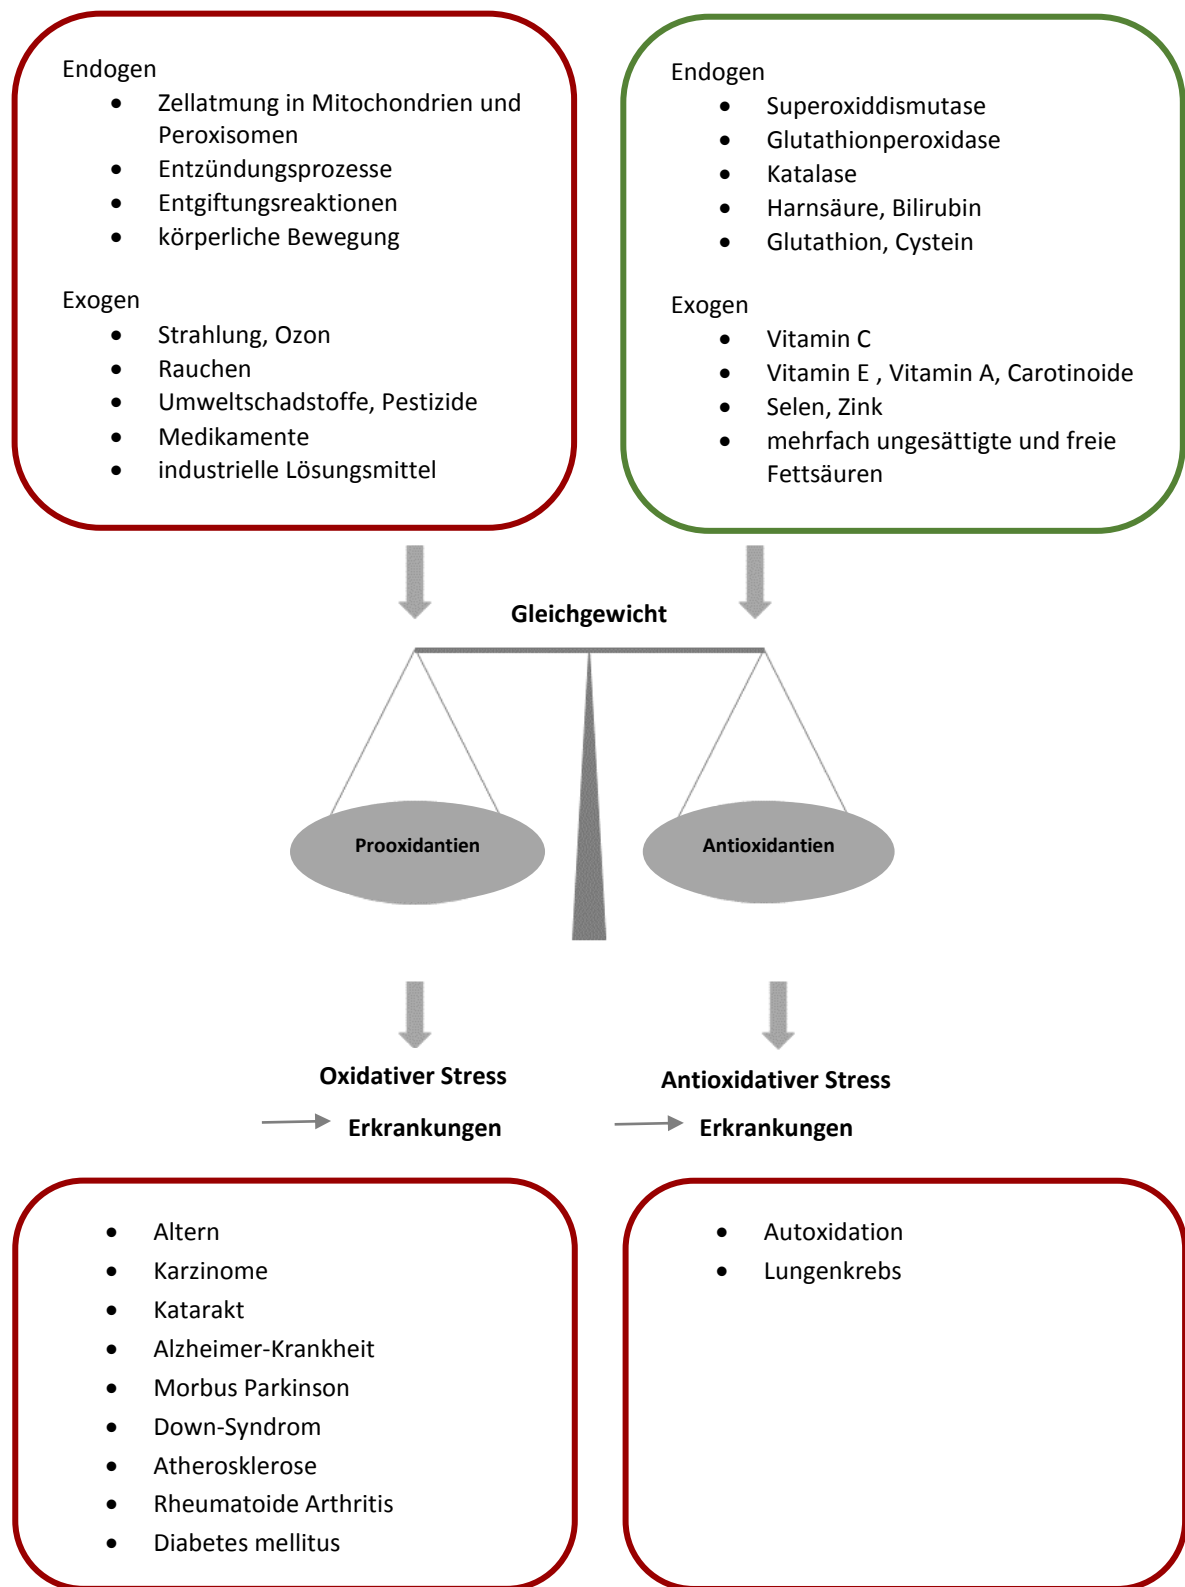 Endogen
• Zellatmung in Mitochondrien und
Peroxisomen
• Entzündungsprozesse
• Entgiftungsreaktionen
• körperliche Bewegung
Exogen
• Strahlung, Ozon
• Rauchen
• Umweltschadstoffe, Pestizide
• Medikamente
• industrielle Lösungsmittel
Endogen
• Superoxiddismutase
• Glutathionperoxidase
• Katalase
• Harnsäure, Bilirubin
• Glutathion, Cystein
Exogen
• Vitamin C
• Vitamin E , Vitamin A, Carotinoide
• Selen, Zink
• mehrfach ungesättigte und freie
Fettsäuren
Gleichgewicht
Prooxidantien
Antioxidantien
Oxidativer Stress
Erkrankungen
Antioxidativer Stress
Erkrankungen
• Altern
• Karzinome
• Katarakt
• Alzheimer-Krankheit
• Morbus Parkinson
• Down-Syndrom
• Atherosklerose
• Rheumatoide Arthritis
• Diabetes mellitus
• Autoxidation
• Lungenkrebs